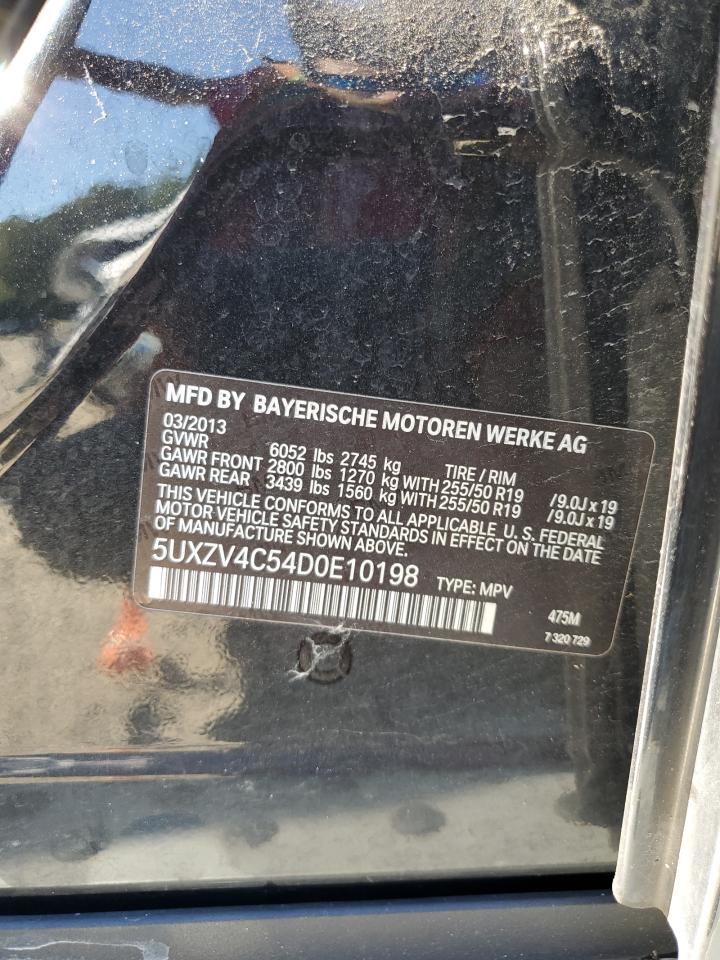 MFD BY BAYERISCHE MOTOREN WERKE AG
03/2013
GVWR 6052 lbs 2745 kg TIRE / RIM
GAWR FRONT 2800 lbs 1270 kg WITH 255/50 R19 /9.0J x 19
GAWR REAR 3439 lbs 1560 kg WITH 255/50 R19 /9.0J x 19
THIS VEHICLE CONFORMS TO ALL APPLICABLE U. S. FEDERAL
MOTOR VEHICLE SAFETY STANDARDS IN EFFECT ON THE DATE
OF MANUFACTURE SHOWN ABOVE.
5UXZV4C54D0E10198 TYPE: MPV
475M
7 320 729